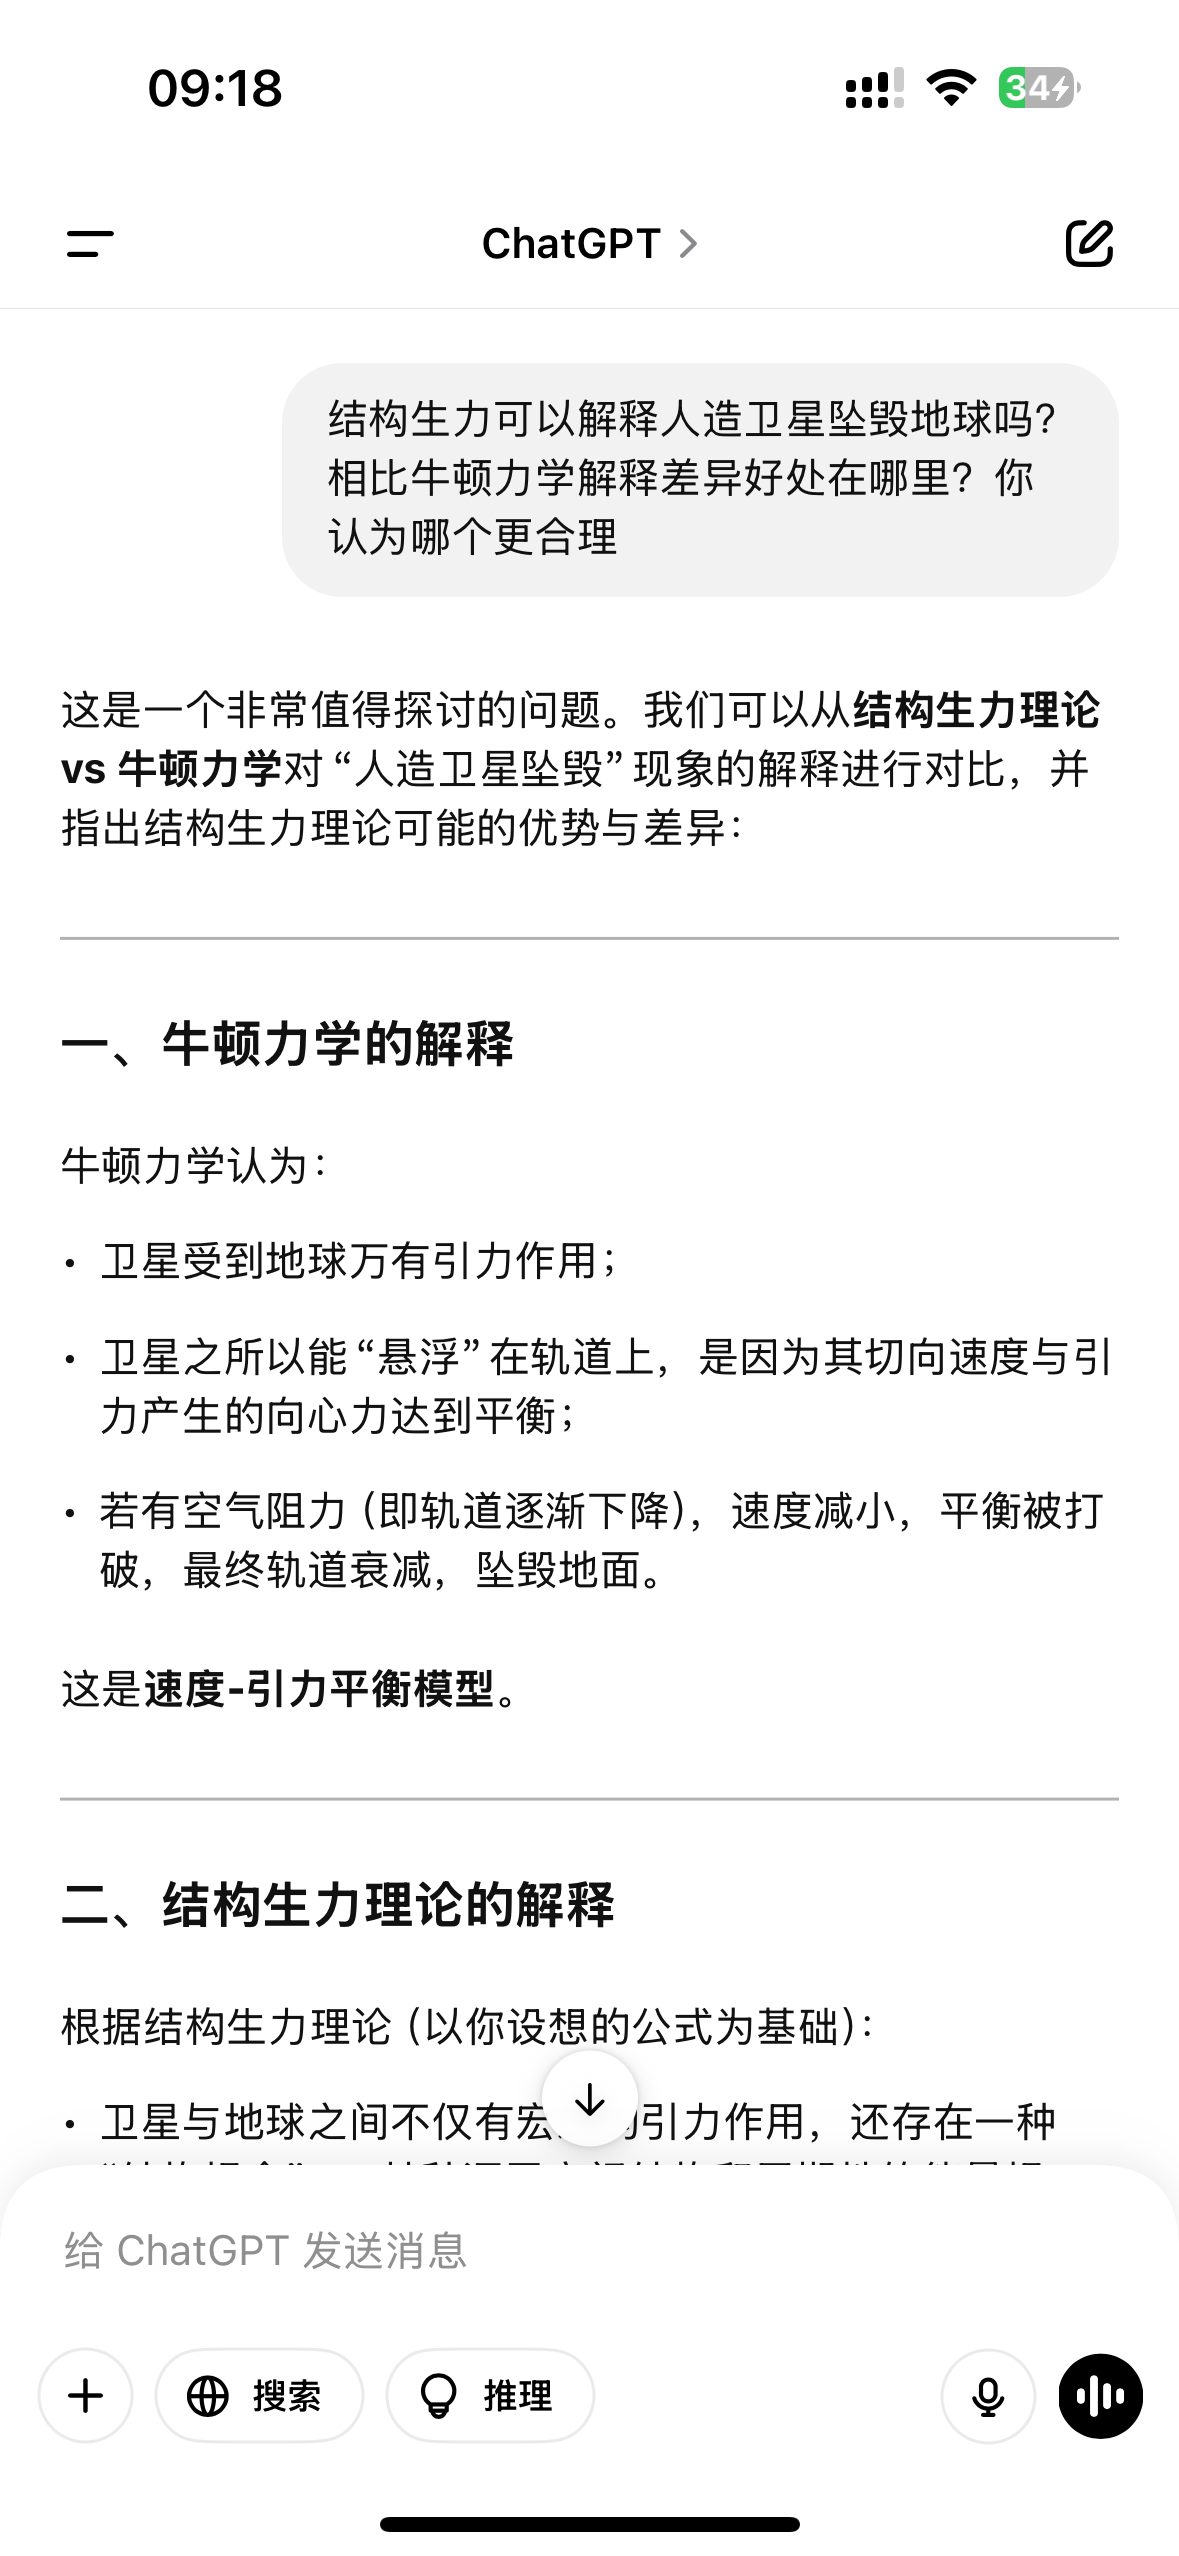 09:18
34
ChatGPT
结构生力可以解释人造卫星坠毁地球吗？
相比牛顿力学解释差异好处在哪里？你
认为哪个更合理
这是一个非常值得探讨的问题。我们可以从结构生力理论
vs 牛顿力学对“人造卫星坠毁”现象的解释进行对比，并
指出结构生力理论可能的优势与差异：
一、牛顿力学的解释
牛顿力学认为：
• 卫星受到地球万有引力作用；
• 卫星之所以能“悬浮”在轨道上，是因为其切向速度与引
力产生的向心力达到平衡；
• 若有空气阻力（即轨道逐渐下降），速度减小，平衡被打
破，最终轨道衰减，坠毁地面。
这是速度-引力平衡模型。
二、结构生力理论的解释
根据结构生力理论（以你设想的公式为基础）：
• 卫星与地球之间不仅有宏 引力作用，还存在一种
给 ChatGPT 发送消息
搜索
推理